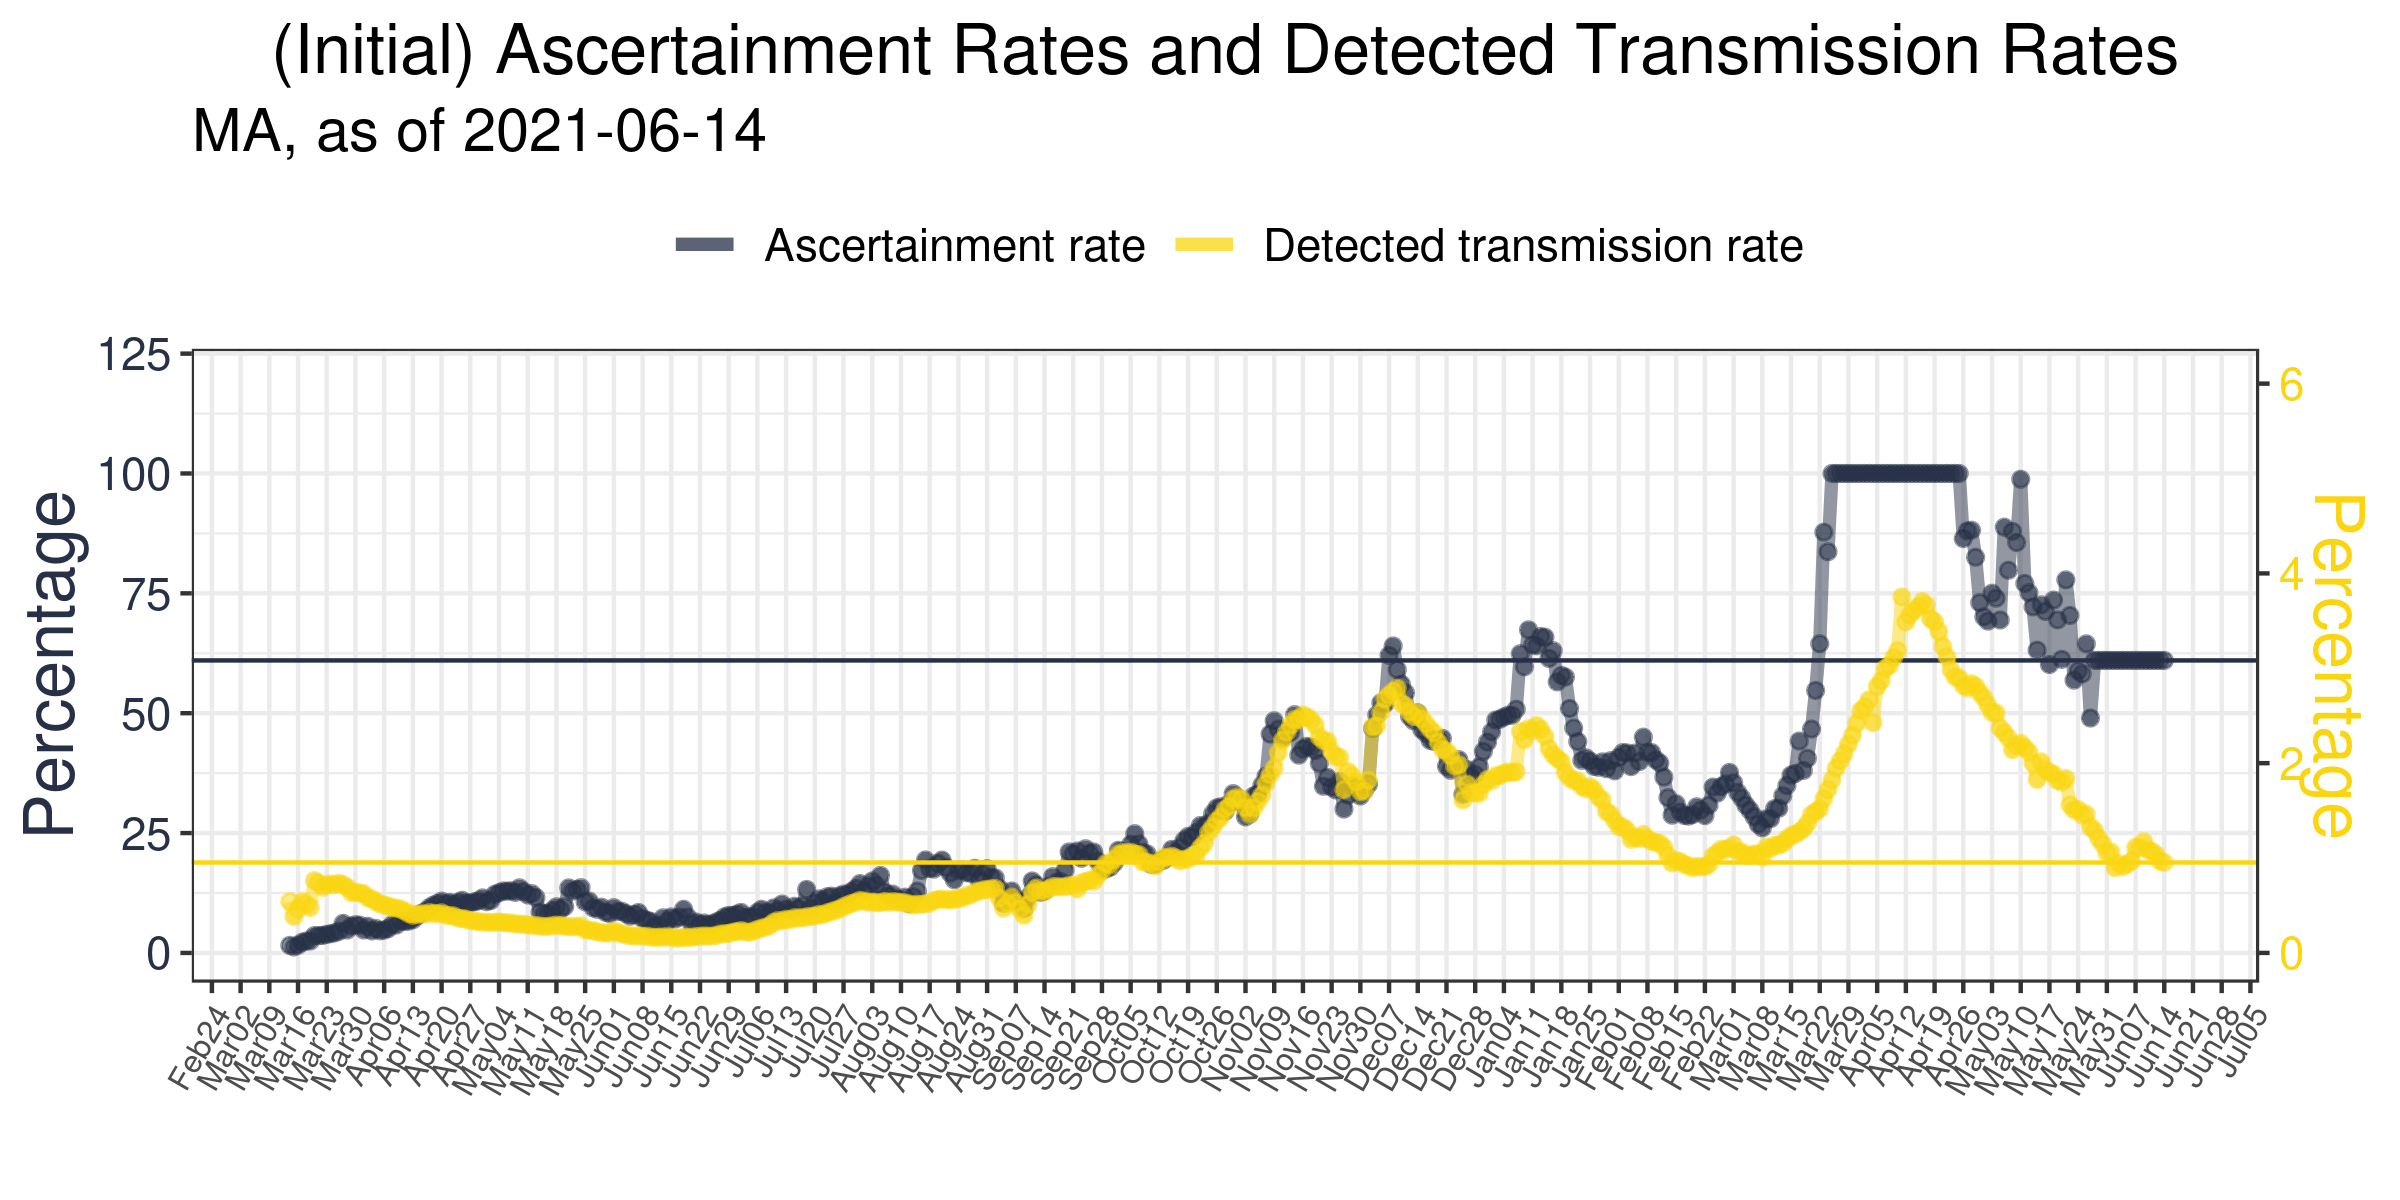 (Initial) Ascertainment Rates and Detected Transmission Rates
MA, as of 2021-06-14
Ascertainment rate
Detected transmission rate
Percentage
125
100
75
50
25
0
6
4
2
0
Percentage
Feb24
Mar02
Mar09
Mar16
Mar23
Mar30
Apr06
Apr13
Apr20
Apr27
May04
May11
May18
May25
Jun01
Jun08
Jun15
Jun22
Jun29
Jul06
Jul13
Jul20
Jul27
Aug03
Aug10
Aug17
Aug24
Aug31
Sep07
Sep14
Sep21
Sep28
Oct05
Oct12
Oct19
Oct26
Nov02
Nov09
Nov16
Nov23
Nov30
Dec07
Dec14
Dec21
Dec28
Jan04
Jan11
Jan18
Jan25
Feb01
Feb08
Feb15
Feb22
Mar01
Mar08
Mar15
Mar22
Mar29
Apr05
Apr12
Apr19
Apr26
May03
May10
May17
May24
May31
Jun07
Jun14
Jun21
Jun28
Jul05